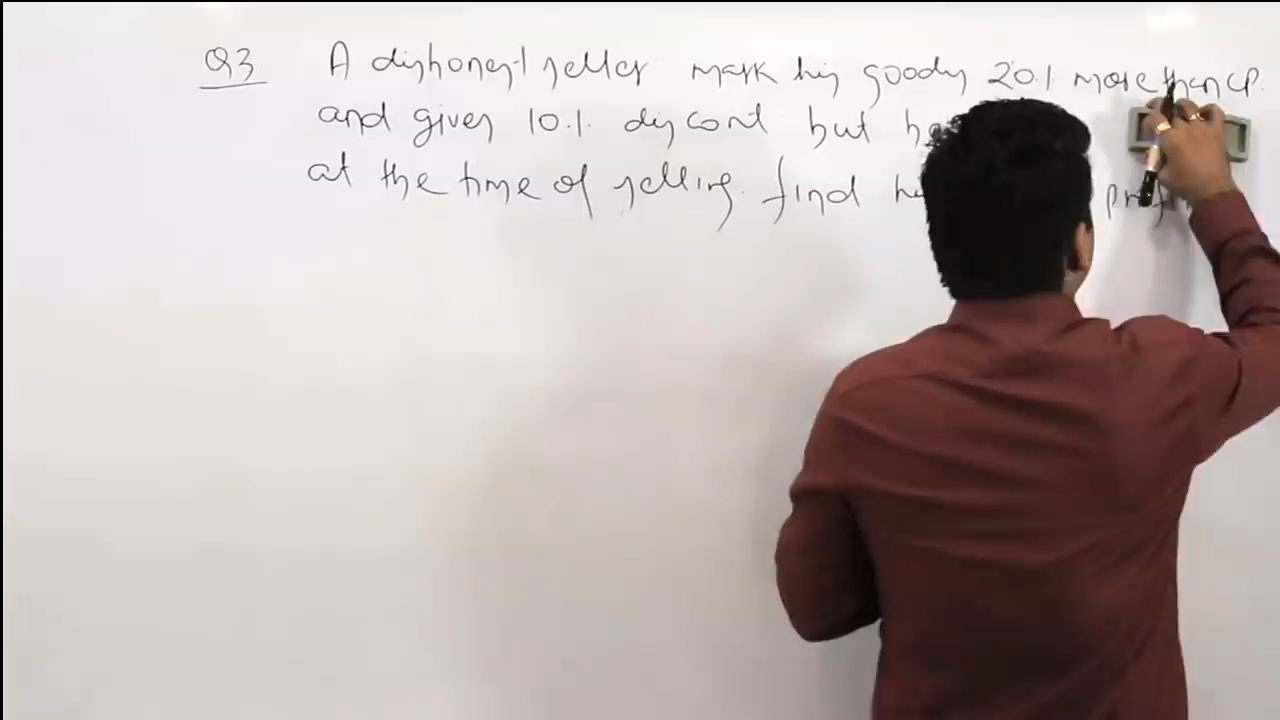 Q3 A dishonest seller mark his goods 20% more than CP.
and gives 10% discont but he
at the time of selling. find